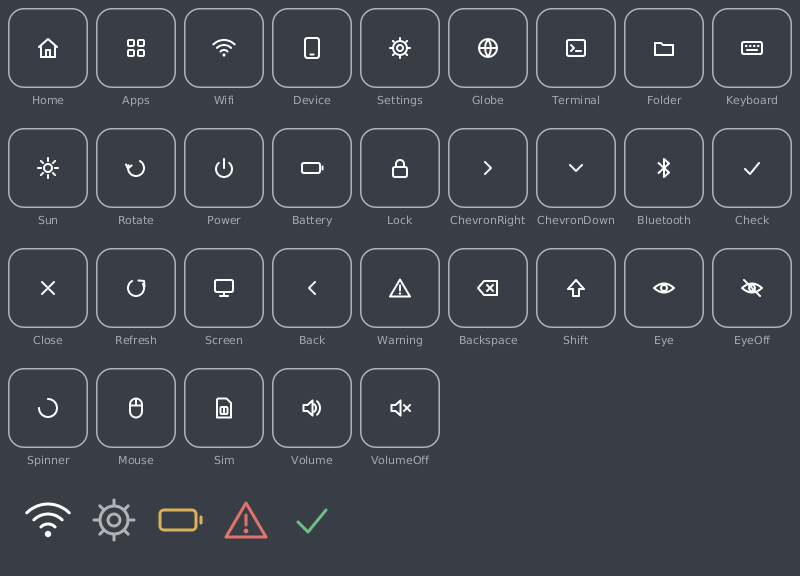 Home Apps Wifi Device Settings Globe Terminal Folder Keyboard
Sun Rotate Power Battery Lock ChevronRight ChevronDown Bluetooth Check
Close Refresh Screen Back Warning Backspace Shift Eye EyeOff
Spinner Mouse Sim Volume VolumeOff